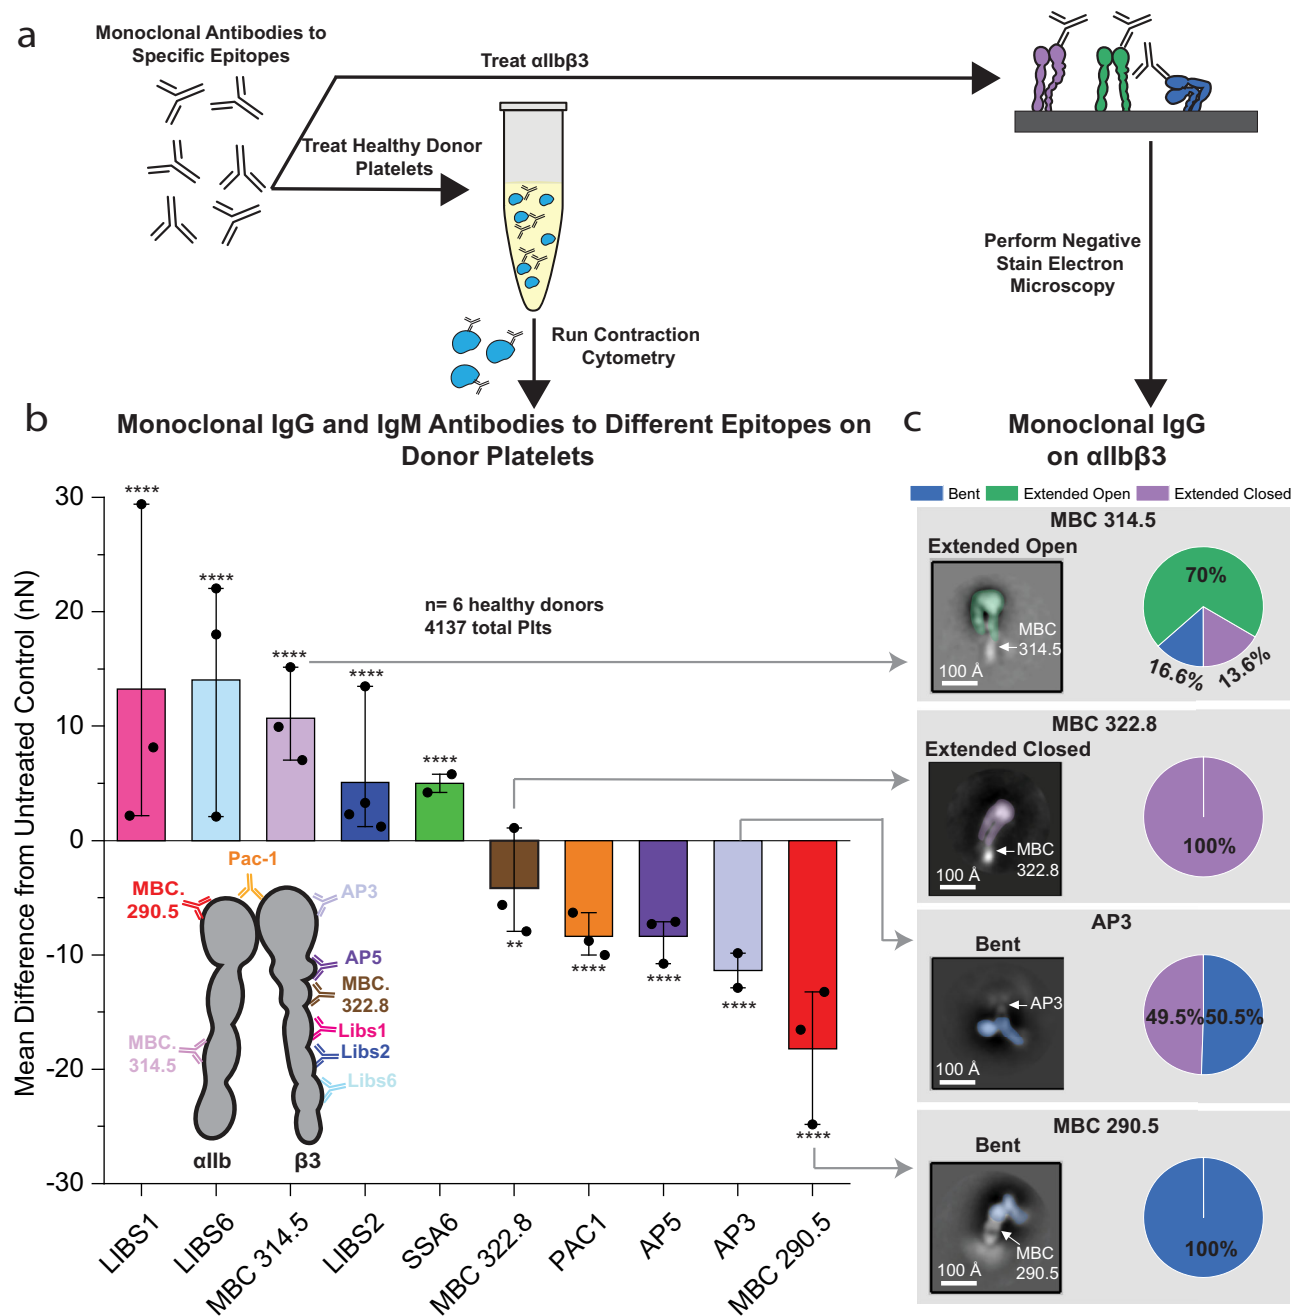 a
Monoclonal Antibodies to
Specific Epitopes
Treat αIIbβ3
Treat Healthy Donor
Platelets
Run Contraction
Cytometry
Perform Negative
Stain Electron
Microscopy
b
Monoclonal IgG and IgM Antibodies to Different Epitopes on
Donor Platelets
Mean Difference from Untreated Control (nN)
30
20
10
0
-10
-20
-30
****
****
****
****
****
**
****
****
****
****
n= 6 healthy donors
4137 total Plts
Pac-1
MBC.
290.5
AP3
AP5
MBC.
322.8
Libs1
Libs2
Libs6
MBC.
314.5
αIIb
β3
LIBS1
LIBS6
MBC 314.5
LIBS2
SSA6
MBC 322.8
PAC1
AP5
AP3
MBC 290.5
c
Monoclonal IgG
on αIIbβ3
Bent
Extended Open
Extended Closed
MBC 314.5
Extended Open
MBC
314.5
100 Å
70%
16.6%
13.6%
MBC 322.8
Extended Closed
MBC
322.8
100 Å
100%
AP3
Bent
AP3
100 Å
49.5%
50.5%
MBC 290.5
Bent
MBC
290.5
100 Å
100%